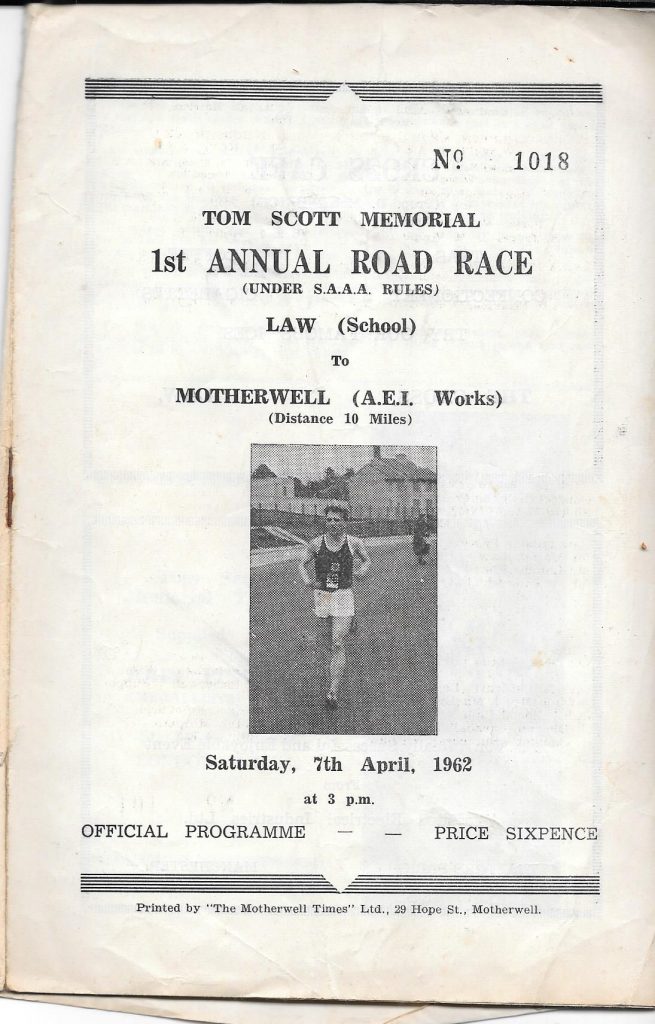 Nº 1018
TOM SCOTT MEMORIAL
1st ANNUAL ROAD RACE
(UNDER S.A.A.A. RULES)
LAW (School)
To
MOTHERWELL (A.E.I. Works)
(Distance 10 Miles)
Saturday, 7th April, 1962
at 3 p.m.
OFFICIAL PROGRAMME — — PRICE SIXPENCE
Printed by "The Motherwell Times" Ltd., 29 Hope St., Motherwell.